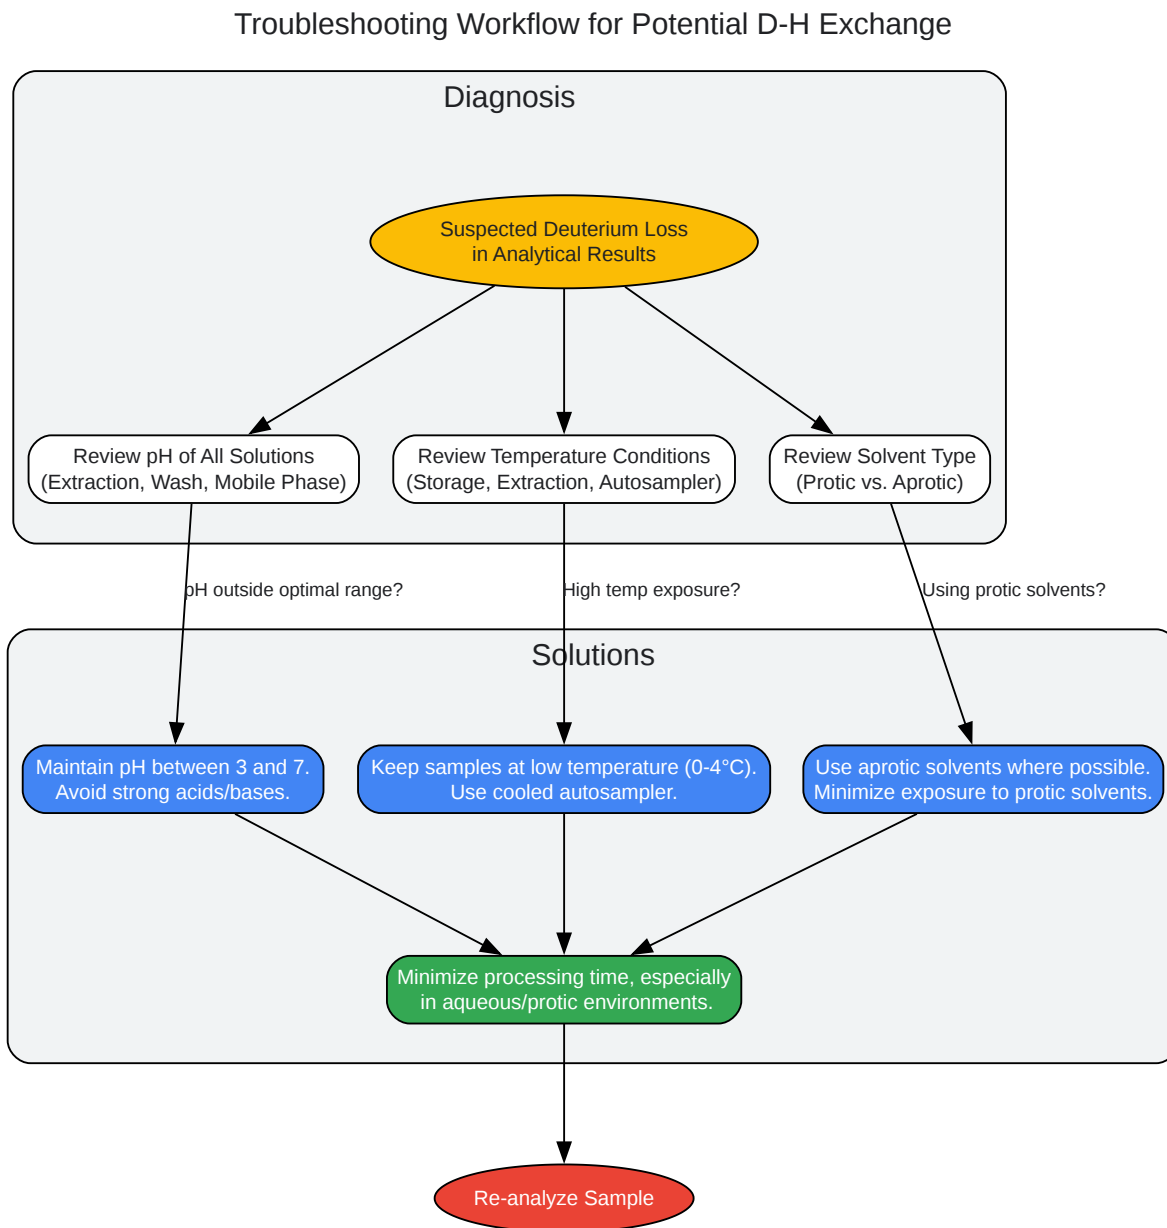 Troubleshooting Workflow for Potential D-H Exchange
Diagnosis
Suspected Deuterium Loss
in Analytical Results
Review pH of All Solutions
(Extraction, Wash, Mobile Phase)
Review Temperature Conditions
(Storage, Extraction, Autosampler)
Review Solvent Type
(Protic vs. Aprotic)
pH outside optimal range?
High temp exposure?
Using protic solvents?
Solutions
Maintain pH between 3 and 7.
Avoid strong acids/bases.
Keep samples at low temperature (0-4°C).
Use cooled autosampler.
Use aprotic solvents where possible.
Minimize exposure to protic solvents.
Minimize processing time, especially
in aqueous/protic environments.
Re-analyze Sample